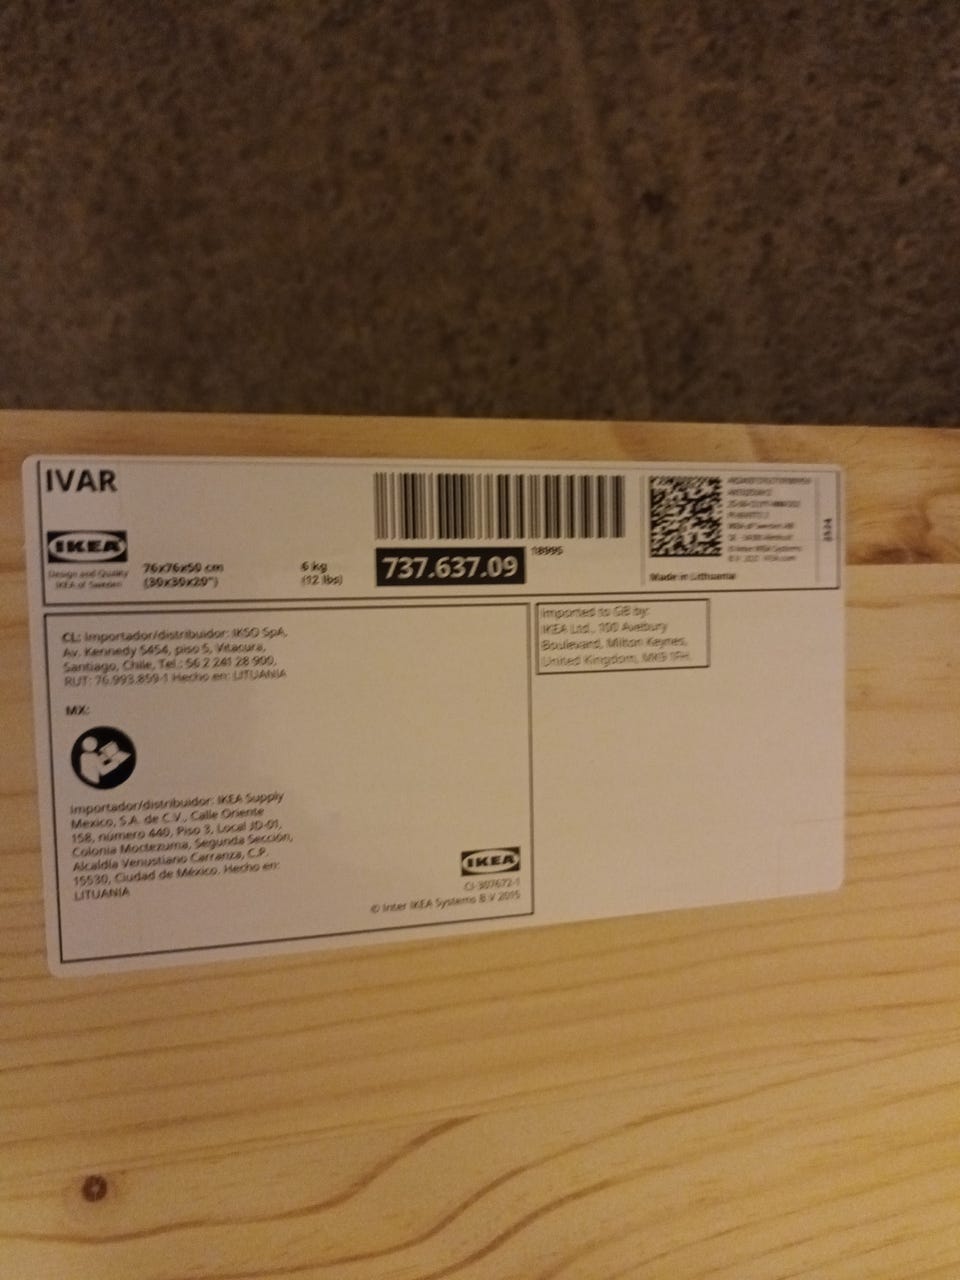 IVAR
IKEA
Design and Quality
IKEA of Sweden
76x76x50 cm
(30x30x20")
6 kg
(12 lbs)
737.637.09
18995
Made in Lithuania
CL: Importador/distribuidor: IKSO SpA,
Av. Kennedy 5454, piso 5, Vitacura,
Santiago, Chile, Tel.: 56 2 241 28 900,
RUT: 76.993.859-1 Hecho en: LITUANIA
MX:
Importador/distribuidor: IKEA Supply
Mexico, S.A. de C.V., Calle Oriente
158, número 440, Piso 3, Local JD-01,
Colonia Moctezuma, Segunda Sección,
Alcaldía Venustiano Carranza, C.P.
15530, Ciudad de México. Hecho en:
LITUANIA
IKEA
CI-307672-1
© Inter IKEA Systems B.V 2015
Imported to GB by:
IKEA Ltd., 100 Avebury
Boulevard, Milton Keynes,
United Kingdom, MK9 1FH.